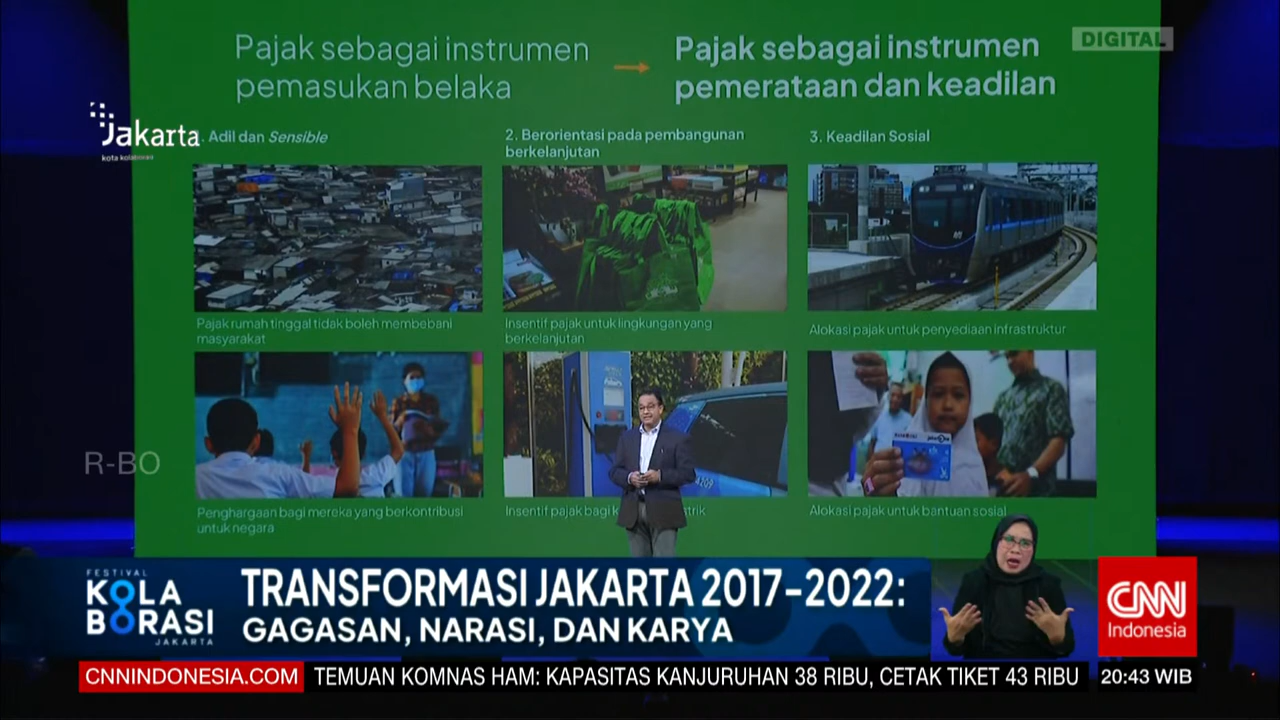 Pajak sebagai instrumen
pemasukan belaka
Pajak sebagai instrumen
pemerataan dan keadilan
DIGITAL
Jakarta
kota kolaborasi
1. Adil dan Sensible
2. Berorientasi pada pembangunan
berkelanjutan
3. Keadilan Sosial
Pajak rumah tinggal tidak boleh membebani
masyarakat
Insentif pajak untuk lingkungan yang
berkelanjutan
Alokasi pajak untuk penyediaan infrastruktur
R-BO
Penghargaan bagi mereka yang berkontribusi
untuk negara
Insentif pajak bagi
Alokasi pajak untuk bantuan sosial
FESTIVAL
KOLA
BORASI
JAKARTA
TRANSFORMASI JAKARTA 2017-2022:
GAGASAN, NARASI, DAN KARYA
CNN
Indonesia
CNNINDONESIA.COM
TEMUAN KOMNAS HAM: KAPASITAS KANJURUHAN 38 RIBU, CETAK TIKET 43 RIBU
20:43 WIB